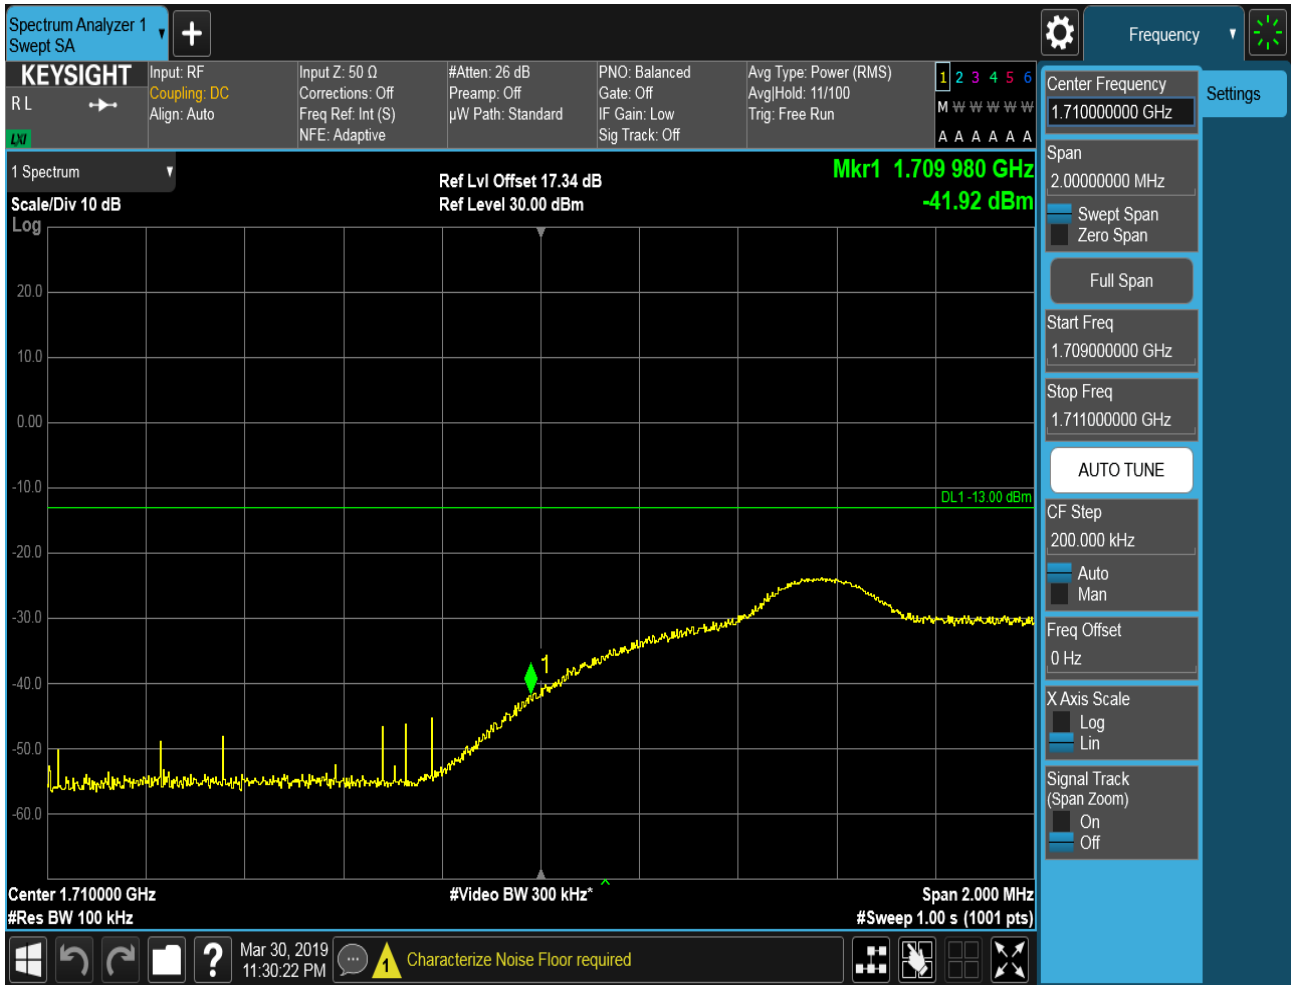 Spectrum Analyzer 1
Swept SA
Frequency
KEYSIGHT
R L
LXI
Input: RF
Coupling: DC
Align: Auto
Input Z: 50 Ω
Corrections: Off
Freq Ref: Int (S)
NFE: Adaptive
#Atten: 26 dB
Preamp: Off
µW Path: Standard
PNO: Balanced
Gate: Off
IF Gain: Low
Sig Track: Off
Avg Type: Power (RMS)
Avg|Hold: 11/100
Trig: Free Run
1 2 3 4 5 6
M W W W W W
A A A A A A
1 Spectrum
Scale/Div 10 dB
Log
Ref Lvl Offset 17.34 dB
Ref Level 30.00 dBm
Mkr1 1.709 980 GHz
-41.92 dBm
20.0
10.0
0.00
-10.0
DL1 -13.00 dBm
-20.0
-30.0
1
-40.0
-50.0
-60.0
Center 1.710000 GHz
#Video BW 300 kHz*
Span 2.000 MHz
#Res BW 100 kHz
#Sweep 1.00 s (1001 pts)
Center Frequency
1.710000000 GHz
Settings
Span
2.00000000 MHz
Swept Span
Zero Span
Full Span
Start Freq
1.709000000 GHz
Stop Freq
1.711000000 GHz
AUTO TUNE
CF Step
200.000 kHz
Auto
Man
Freq Offset
0 Hz
X Axis Scale
Log
Lin
Signal Track
(Span Zoom)
On
Off
?
Mar 30, 2019
11:30:22 PM
1
Characterize Noise Floor required